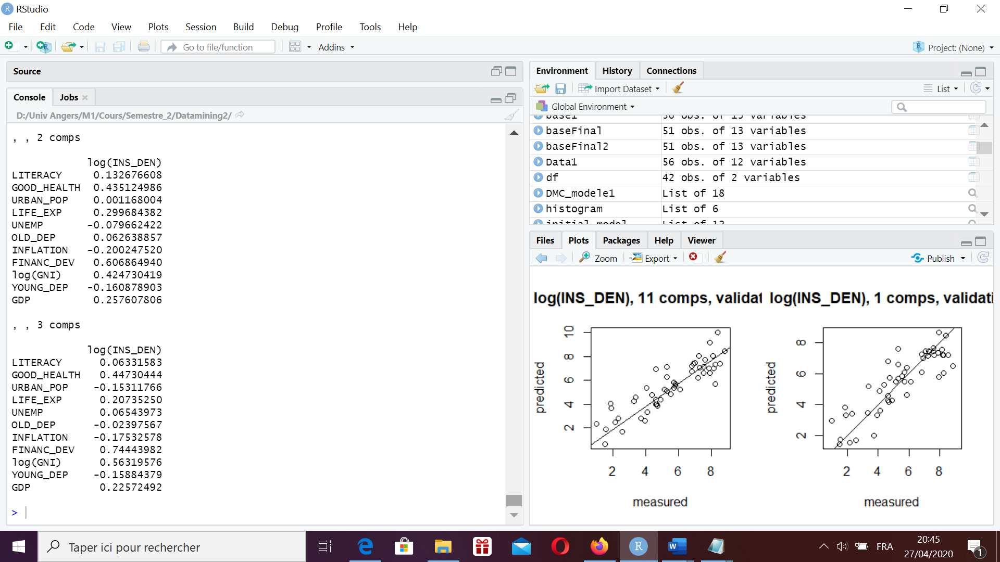 RStudio
File Edit Code View Plots Session Build Debug Profile Tools Help
Go to file/function Addins Project: (None)
Source
Console Jobs
D:/Univ Angers/M1/Cours/Semestre_2/Datamining2/
, , 2 comps
log(INS_DEN)
LITERACY 0.132676608
GOOD_HEALTH 0.435124986
URBAN_POP 0.001168004
LIFE_EXP 0.299684382
UNEMP -0.079662422
OLD_DEP 0.062638857
INFLATION -0.200247520
FINANC_DEV 0.606864940
log(GNI) 0.424730419
YOUNG_DEP -0.160878903
GDP 0.257607806
, , 3 comps
log(INS_DEN)
LITERACY 0.06331583
GOOD_HEALTH 0.44730444
URBAN_POP -0.15311766
LIFE_EXP 0.20735250
UNEMP 0.06543973
OLD_DEP -0.02397567
INFLATION -0.17532578
FINANC_DEV 0.74443982
log(GNI) 0.56319576
YOUNG_DEP -0.15884379
GDP 0.22572492
>
Environment History Connections
Import Dataset List
Global Environment
base1 56 obs. of 13 variables
baseFinal 51 obs. of 13 variables
baseFinal2 51 obs. of 13 variables
Data1 56 obs. of 12 variables
df 42 obs. of 2 variables
DMC_modele1 List of 18
histogram List of 6
initial_model List of 12
Files Plots Packages Help Viewer
Zoom Export Publish
log(INS_DEN), 11 comps, validat
10
8
6
4
2
predicted
2 4 6 8
measured
log(INS_DEN), 1 comps, validati
8
6
4
2
predicted
2 4 6 8
measured
Taper ici pour rechercher
R
W
R
FRA
20:45
27/04/2020
1